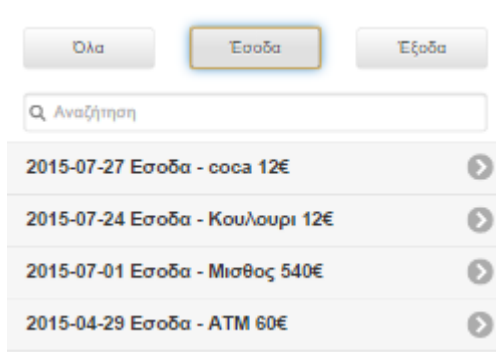 Όλα Έσοδα Έξοδα
Αναζήτηση
2015-07-27 Εσοδα - coca 12€
2015-07-24 Εσοδα - Κουλουρι 12€
2015-07-01 Εσοδα - Μισθος 540€
2015-04-29 Εσοδα - ATM 60€